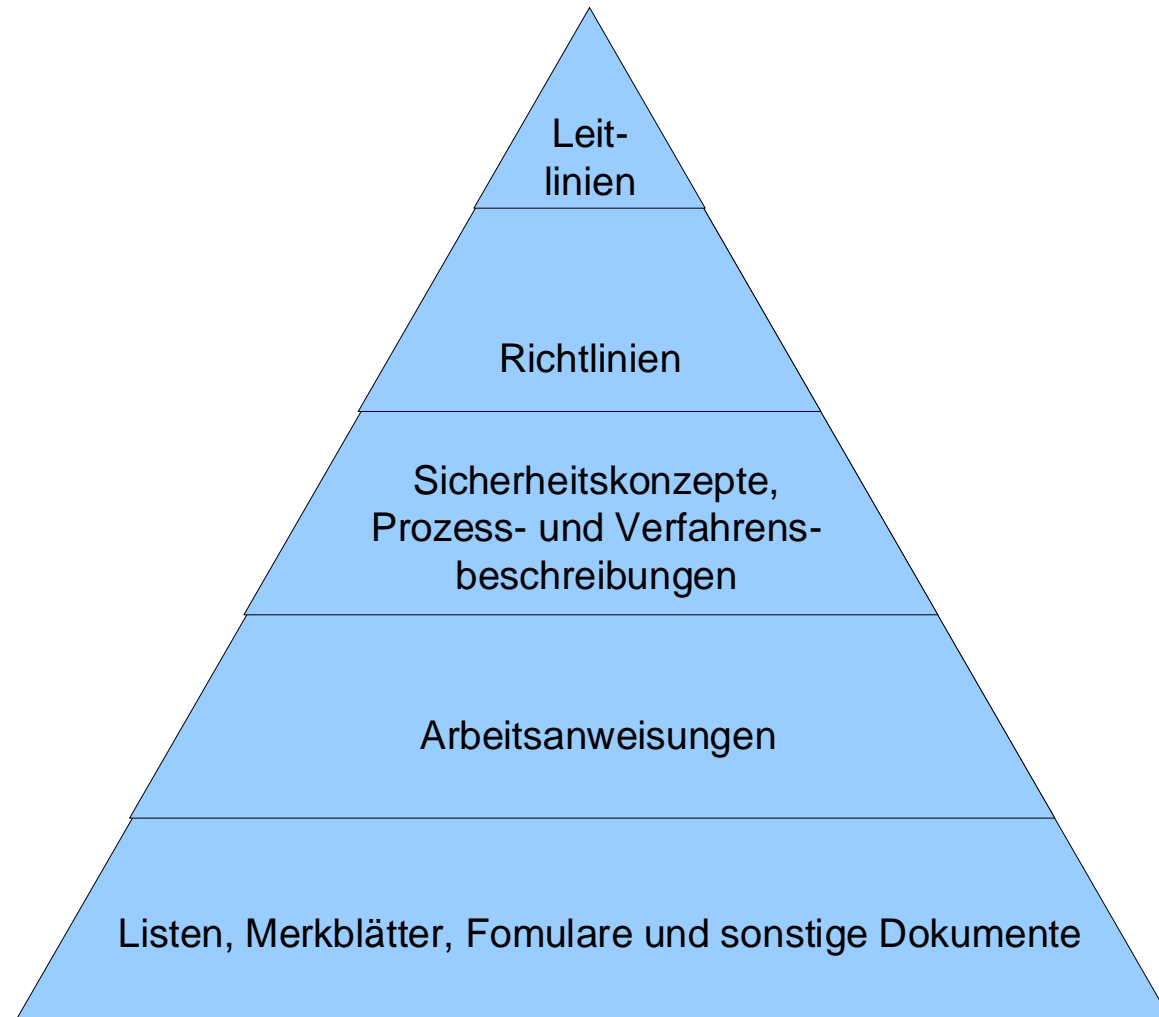 Leit-
linien
Richtlinien
Sicherheitskonzepte,
Prozess- und Verfahrens-
beschreibungen
Arbeitsanweisungen
Listen, Merkblätter, Fomulare und sonstige Dokumente